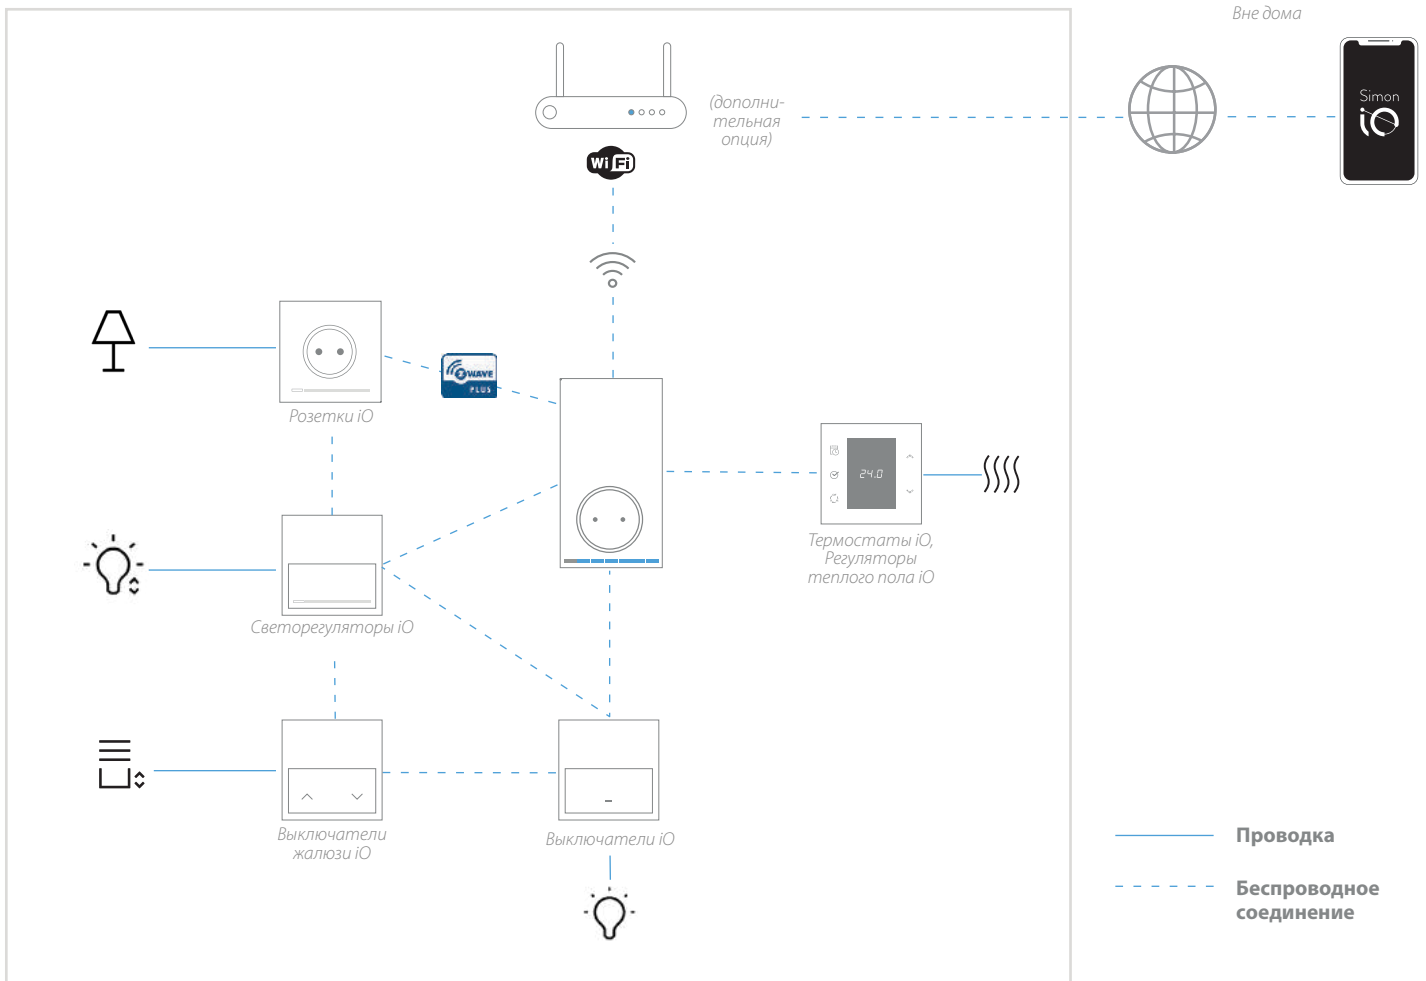 Вне дома
(дополни-
тельная
опция)
Simon
iO
Wi Fi
Z WAVE
PLUS
Розетки iO
24.0
Термостаты iO,
Регуляторы
теплого пола iO
Светорегуляторы iO
Выключатели
жалюзи iO
Выключатели iO
Проводка
Беспроводное
соединение